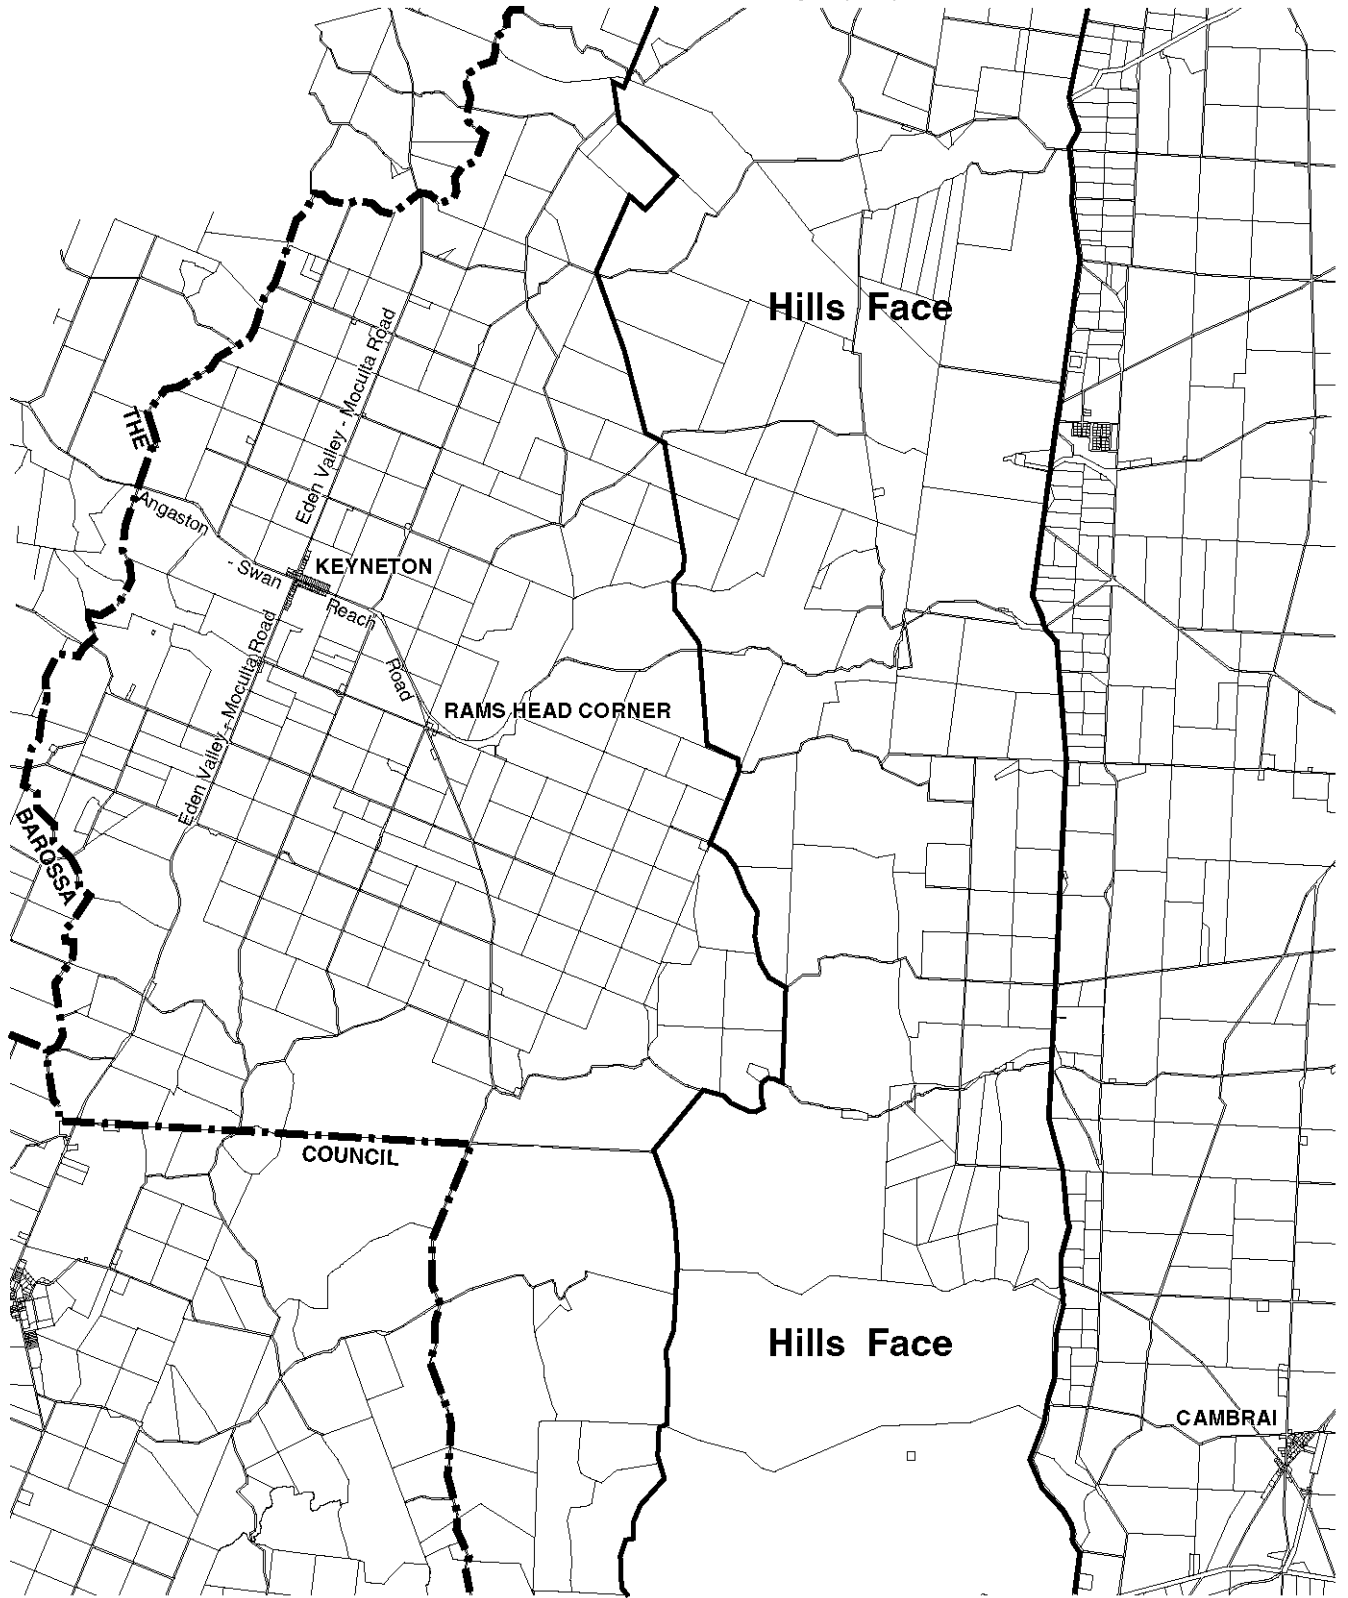 Hills Face
Eden Valley - Moculta Road
THE
Angaston
- Swan
Reach
Road
KEYNETON
Eden Valley - Moculta Road
RAMS HEAD CORNER
BAROSSA
COUNCIL
Hills Face
CAMBRAI